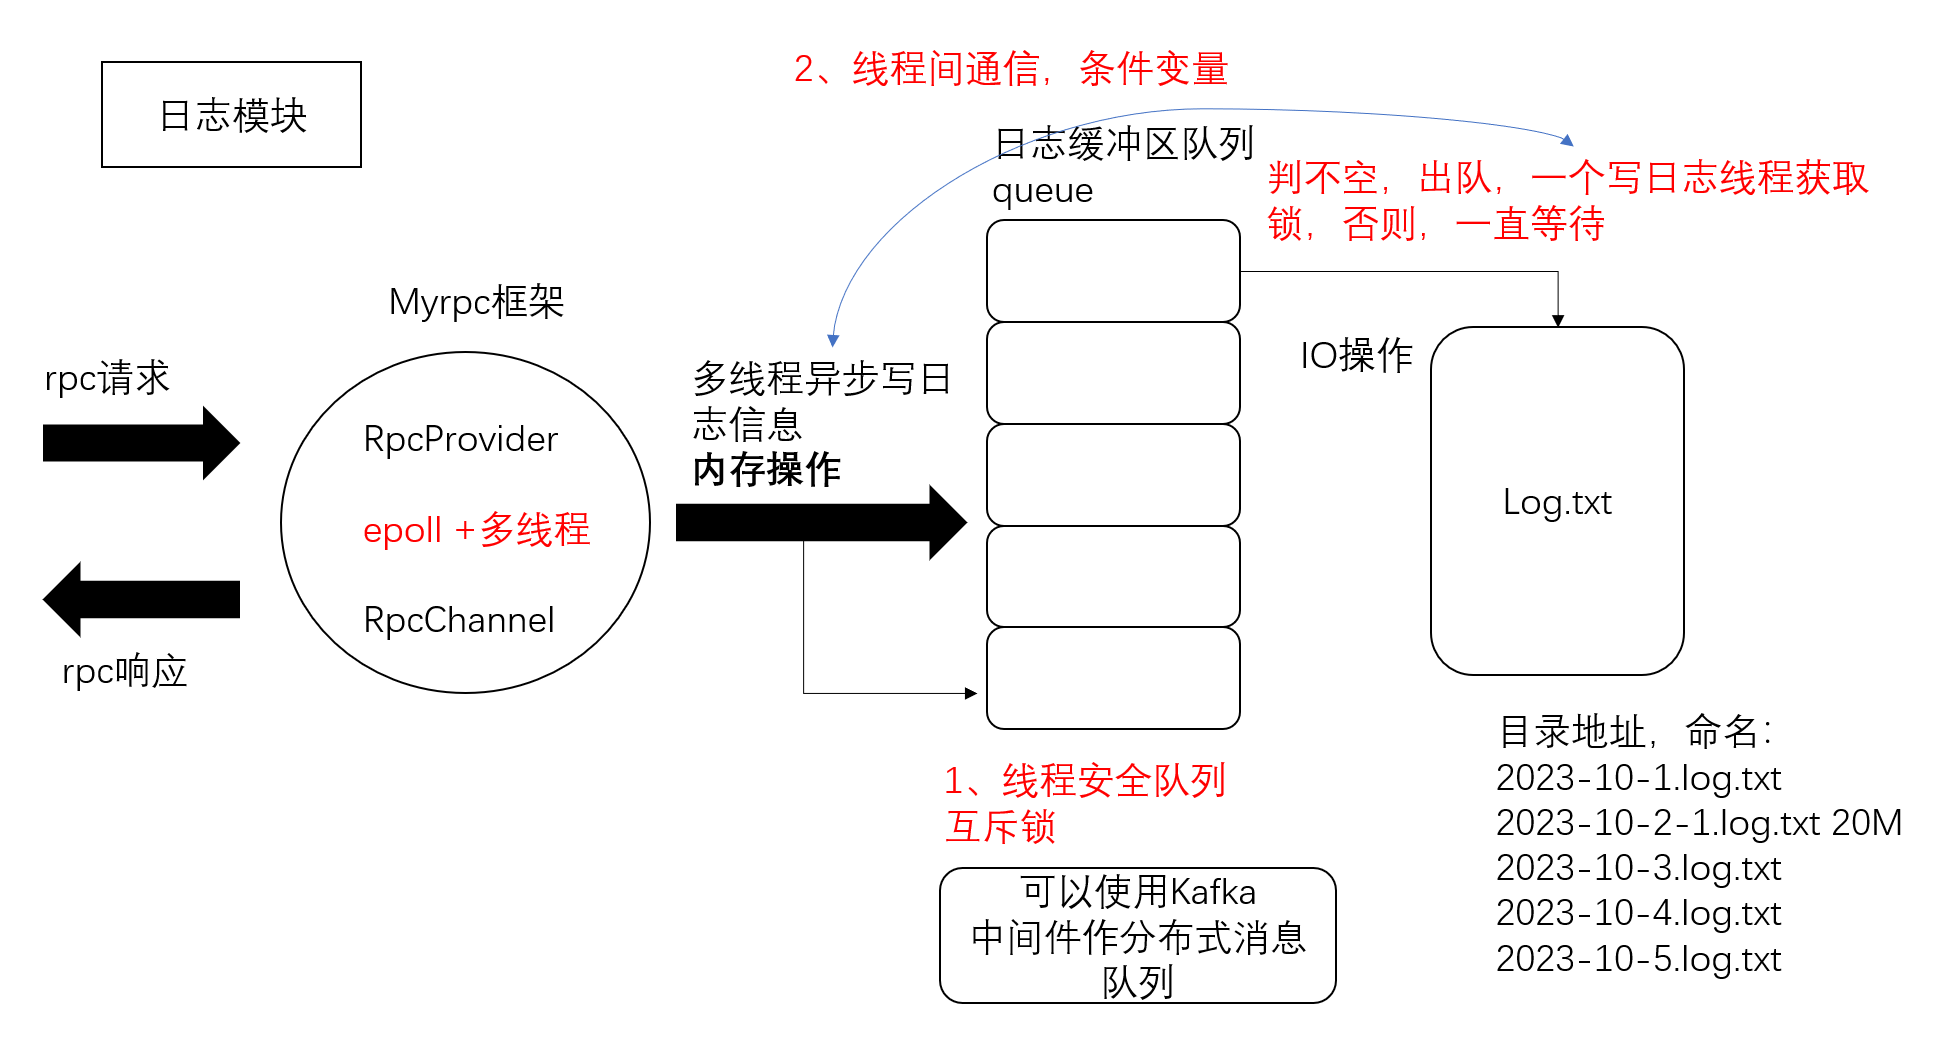 日志模块
2、线程间通信，条件变量
日志缓冲区队列
queue
判不空，出队，一个写日志线程获取
锁，否则，一直等待
Myrpc框架
rpc请求
RpcProvider
epoll +多线程
RpcChannel
rpc响应
多线程异步写日
志信息
内存操作
IO操作
Log.txt
1、线程安全队列
互斥锁
可以使用Kafka
中间件作分布式消息
队列
目录地址，命名：
2023-10-1.log.txt
2023-10-2-1.log.txt 20M
2023-10-3.log.txt
2023-10-4.log.txt
2023-10-5.log.txt